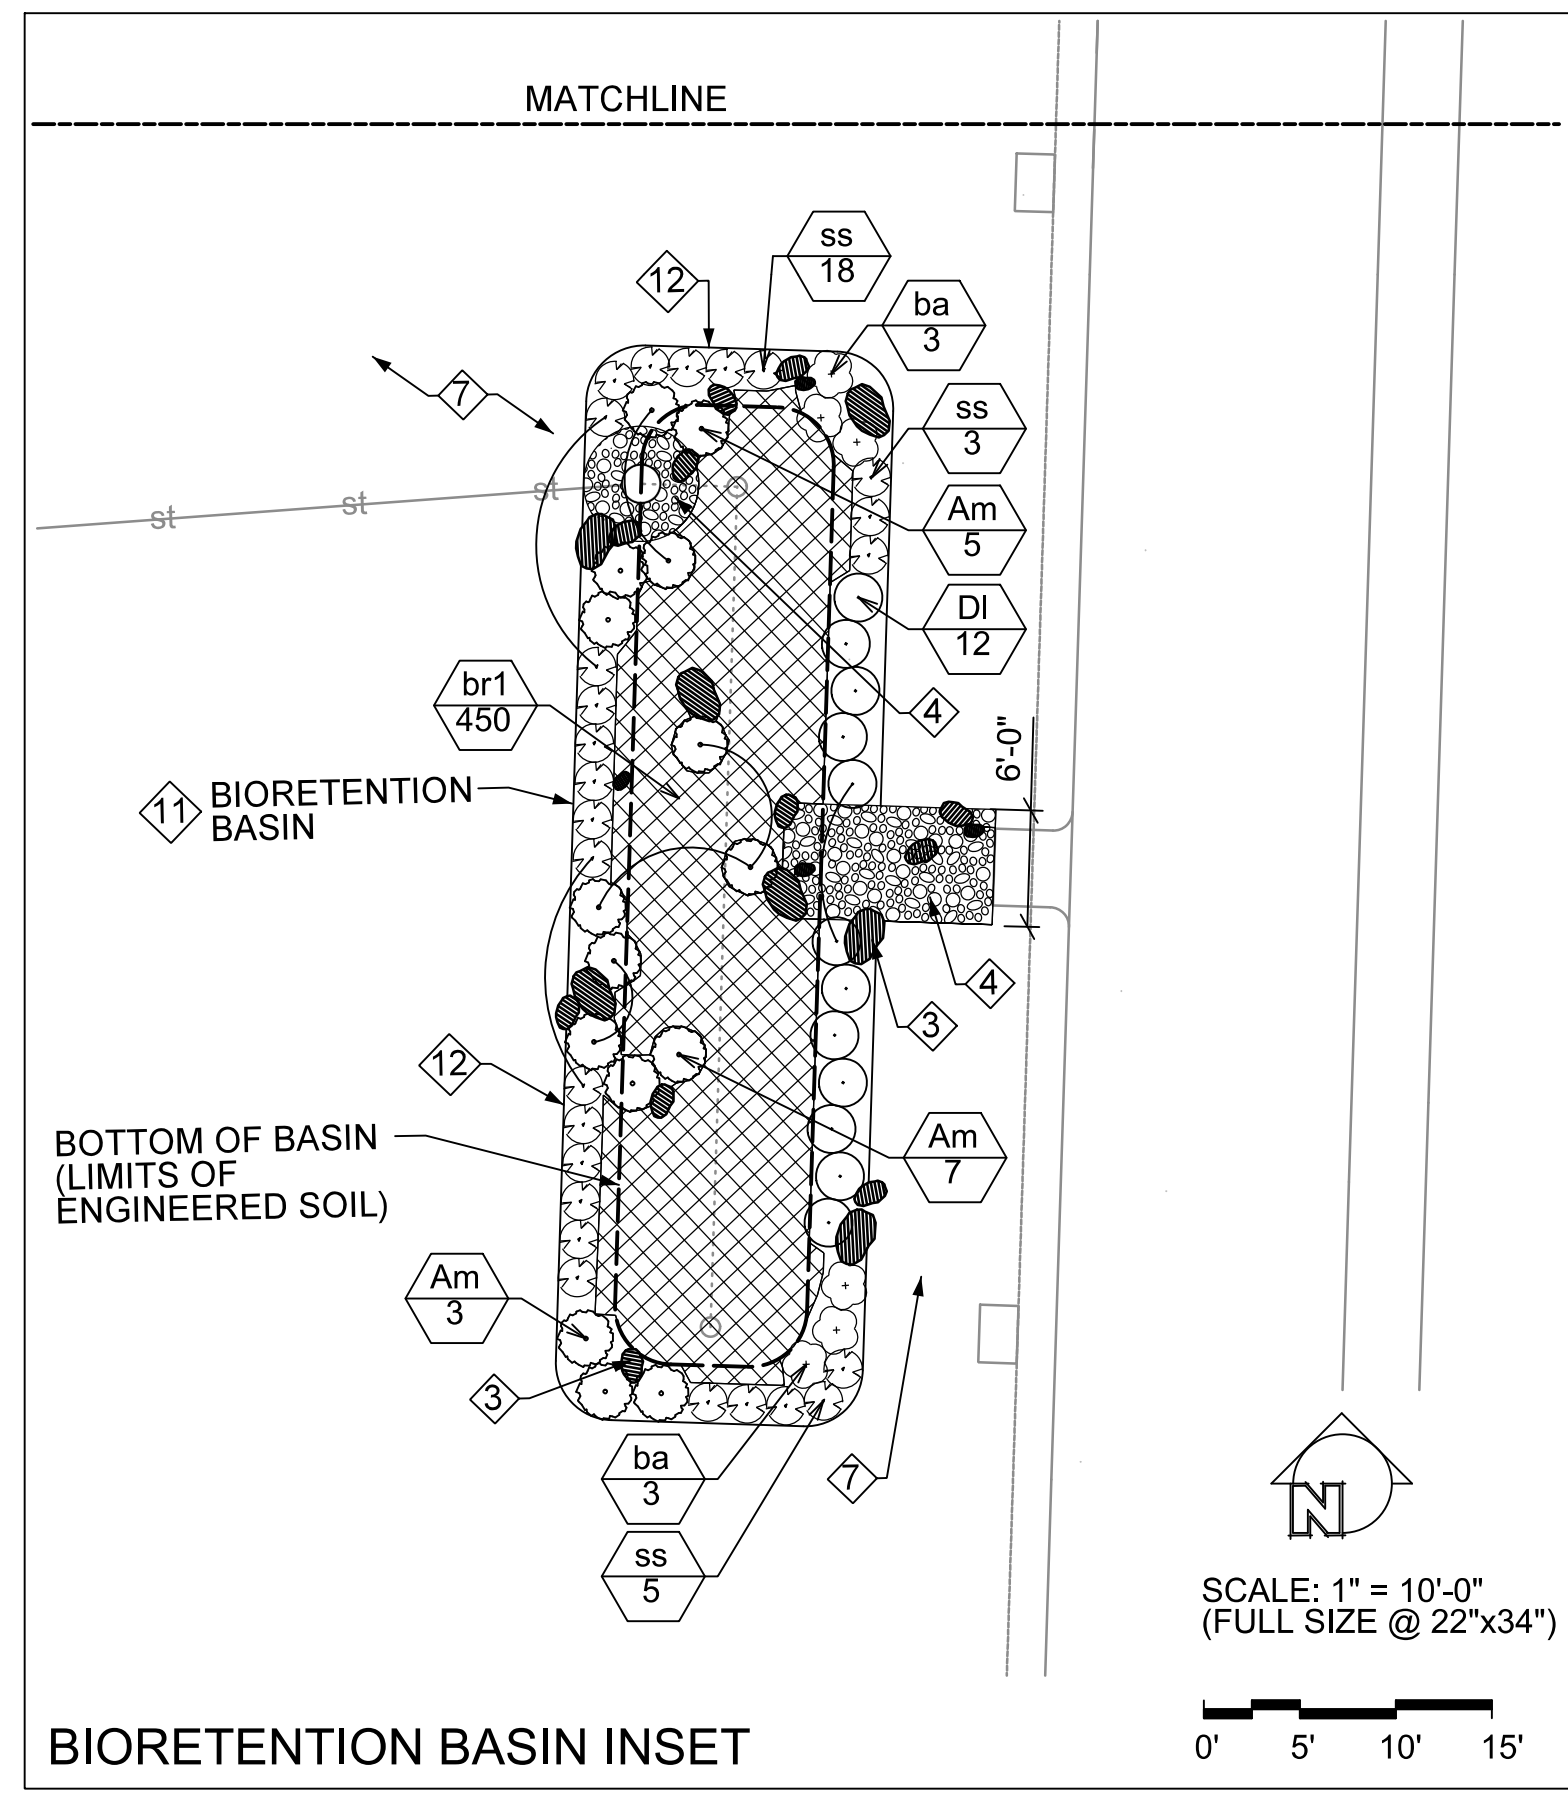 MATCHLINE
ss
18
12
ba
3
7
ss
3
st
st
st
Am
5
Dl
12
br1
450
4
6'-0"
11
BIORETENTION
BASIN
4
3
12
BOTTOM OF BASIN
(LIMITS OF
ENGINEERED SOIL)
Am
7
Am
3
3
ba
3
7
ss
5
N
SCALE: 1" = 10'-0"
(FULL SIZE @ 22"x34")
BIORETENTION BASIN INSET
0' 5' 10' 15'